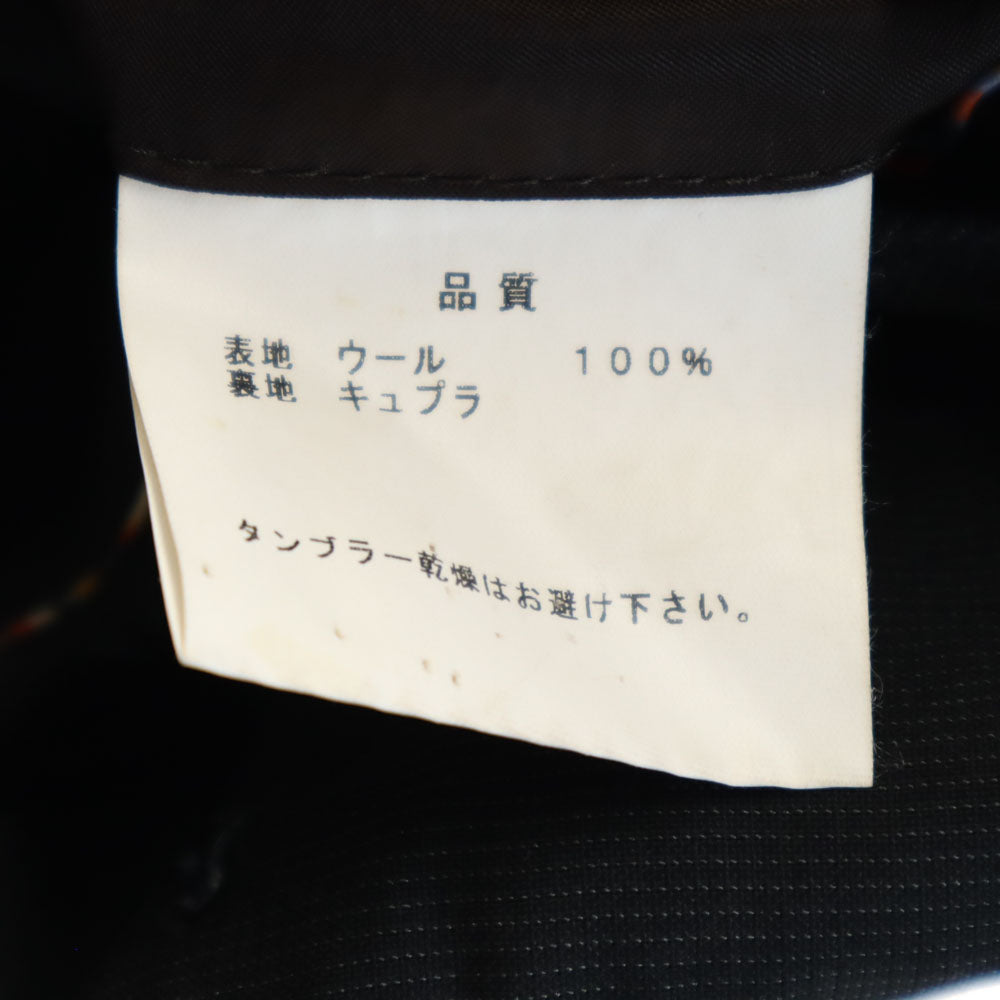 品質
表地 ウール 100%
裏地 キュプラ
タンブラー乾燥はお避け下さい。